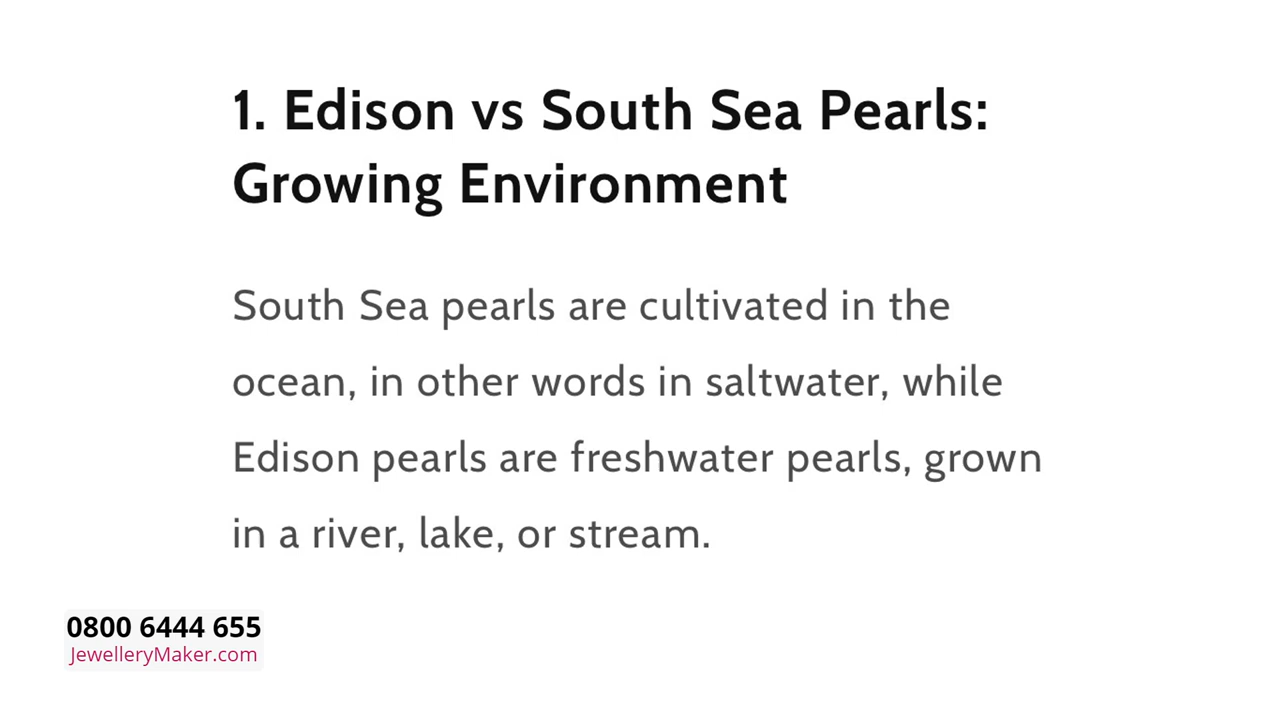 1. Edison vs South Sea Pearls:
Growing Environment
South Sea pearls are cultivated in the
ocean, in other words in saltwater, while
Edison pearls are freshwater pearls, grown
in a river, lake, or stream.
0800 6444 655
JewelleryMaker.com